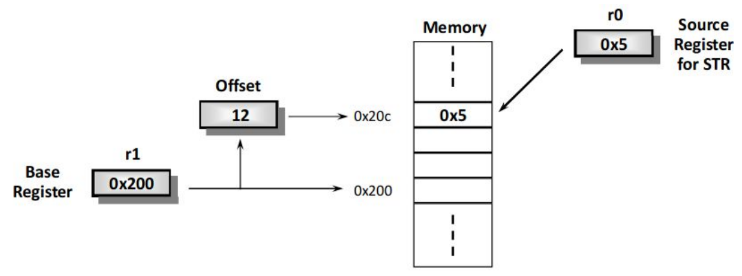 Memory
r0
0x5
Source
Register
for STR
Offset
12
0x20c
0x5
r1
Base
Register
0x200
0x200